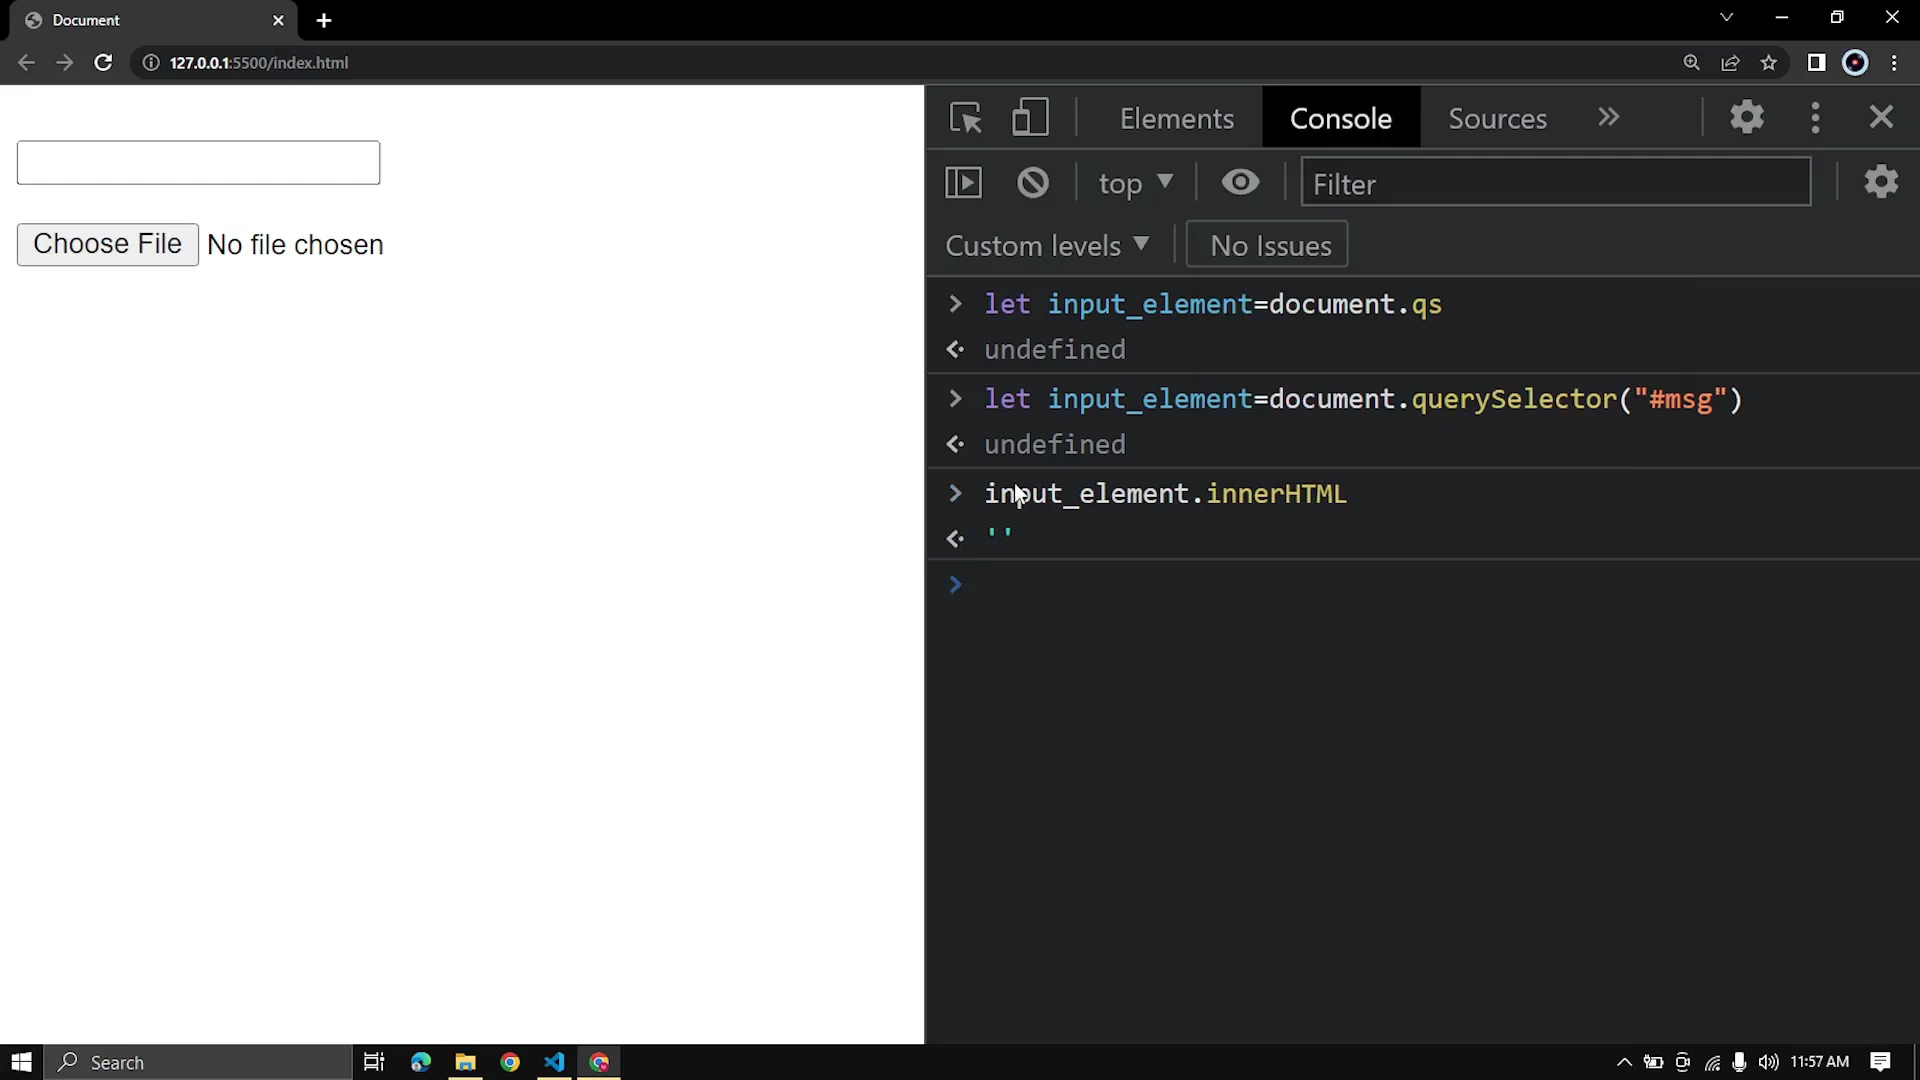 Document
127.0.0.1:5500/index.html
Choose File No file chosen
Elements Console Sources
top Filter
Custom levels No Issues
let input_element=document.qs
undefined
let input_element=document.querySelector("#msg")
undefined
input_element.innerHTML
''
Search
11:57 AM